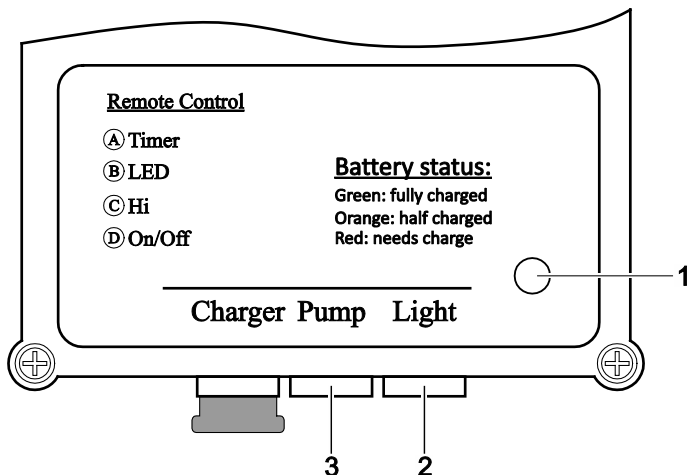 Remote Control
Ⓐ Timer
Ⓑ LED
Ⓒ Hi
Ⓓ On/Off
Battery status:
Green: fully charged
Orange: half charged
Red: needs charge
1
Charger Pump Light
3 2